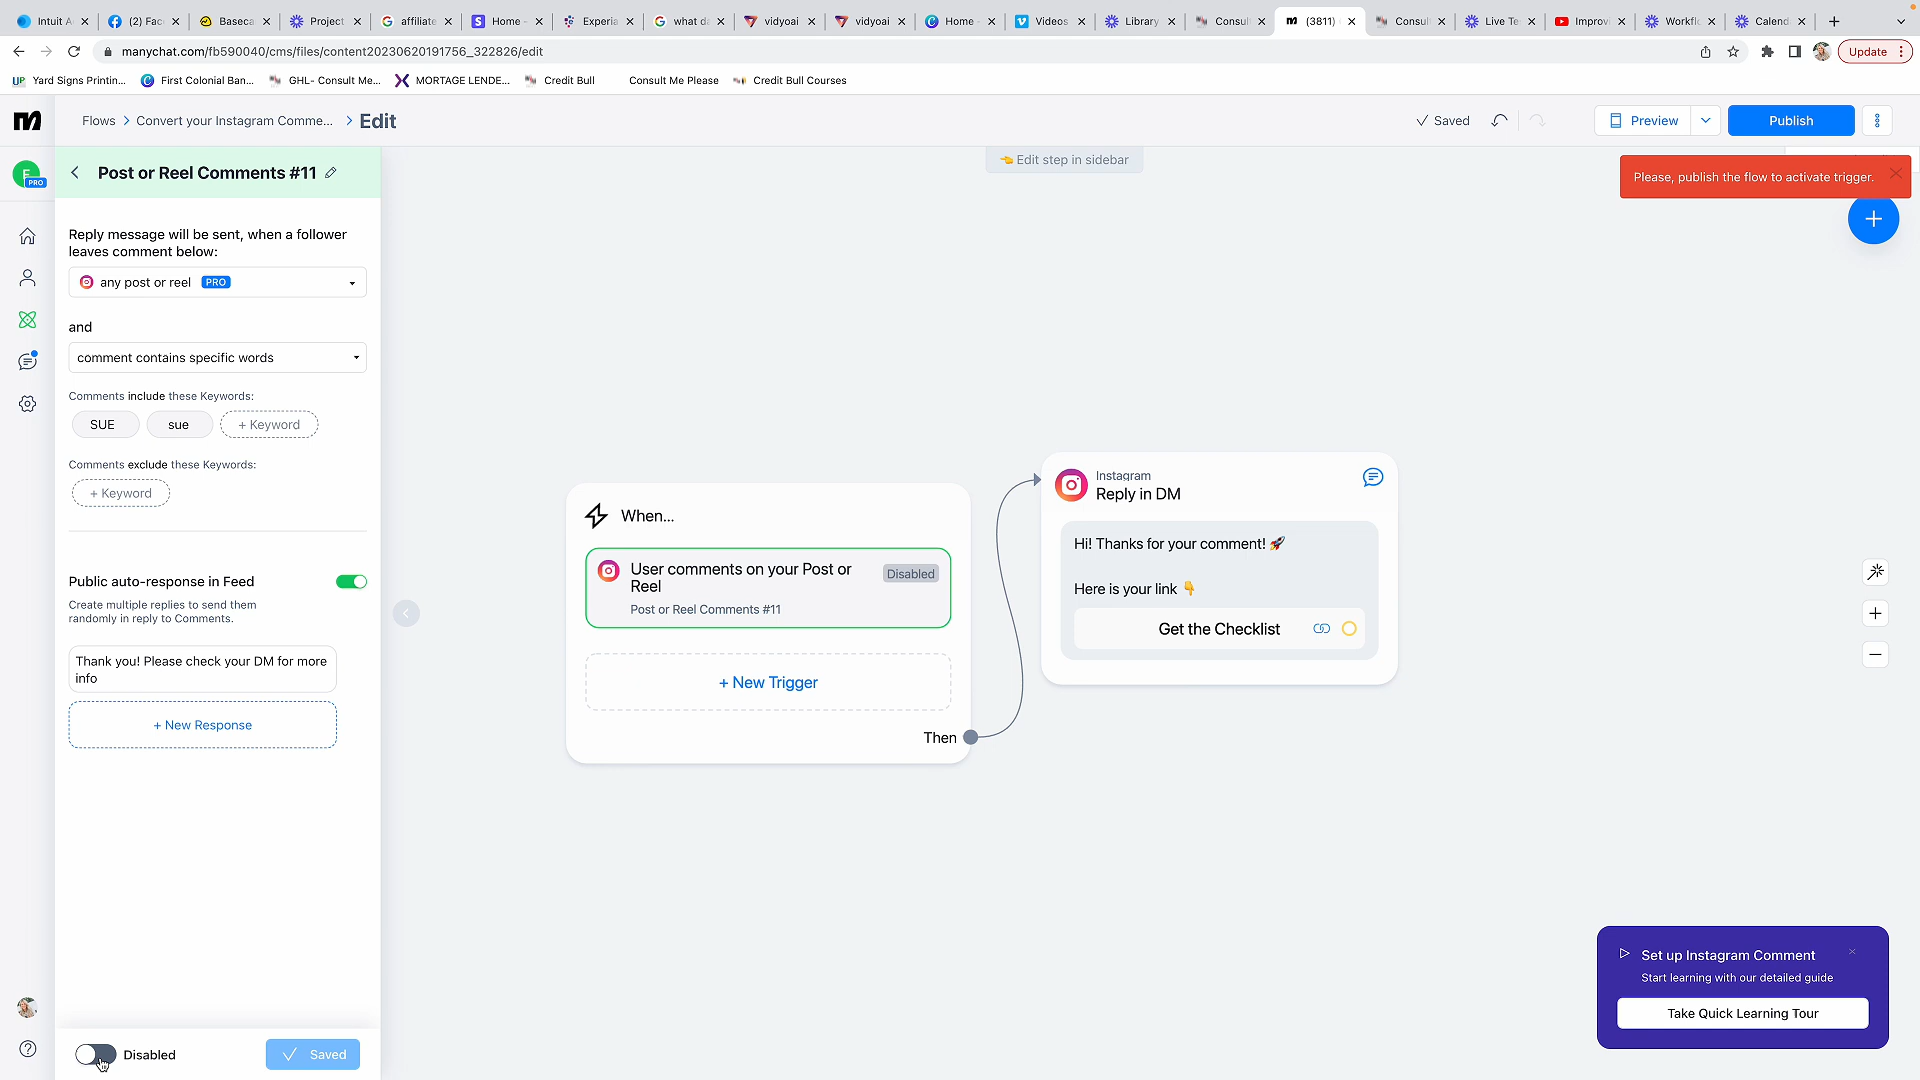 Intuit A
(2) Fac
Baseca
Project
affiliate
Home -
Experia
what da
vidyoai
vidyoai
Home -
Videos
Library
Consul
(3811)
Consul
Live Te
Improvi
Workflo
Calend
manychat.com/fb590040/cms/files/content20230620191756_322826/edit
Update
Yard Signs Printin...
First Colonial Ban...
GHL- Consult Me...
MORTAGE LENDE...
Credit Bull
Consult Me Please
Credit Bull Courses
Flows > Convert your Instagram Comme... > Edit
Saved
Preview
Publish
PRO
Post or Reel Comments #11
👈 Edit step in sidebar
Please, publish the flow to activate trigger.
Reply message will be sent, when a follower
leaves comment below:
any post or reel PRO
and
comment contains specific words
Comments include these Keywords:
SUE
sue
+ Keyword
Comments exclude these Keywords:
+ Keyword
Public auto-response in Feed
Create multiple replies to send them
randomly in reply to Comments.
Thank you! Please check your DM for more
info
+ New Response
Disabled
Saved
When...
User comments on your Post or
Reel
Disabled
Post or Reel Comments #11
+ New Trigger
Then
Instagram
Reply in DM
Hi! Thanks for your comment! 🚀
Here is your link 👇
Get the Checklist
Set up Instagram Comment
Start learning with our detailed guide
Take Quick Learning Tour